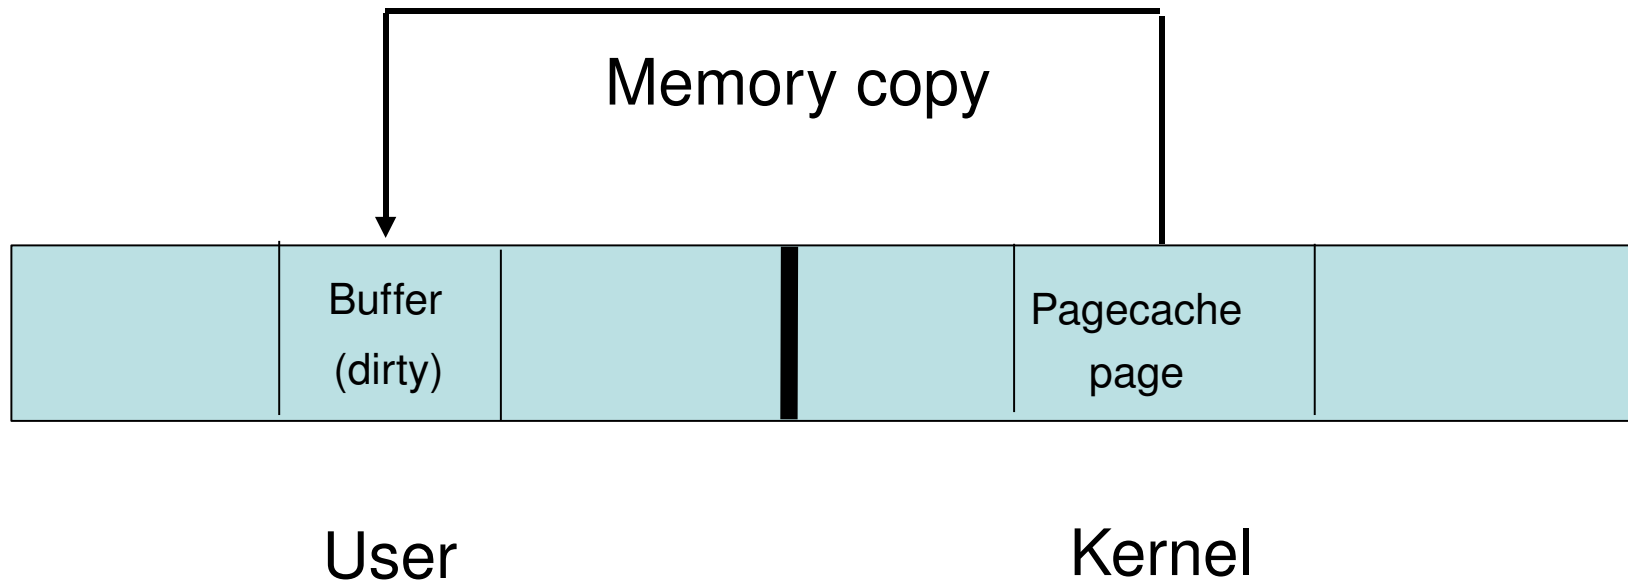 Memory copy
Buffer
(dirty)
Pagecache
page
User
Kernel